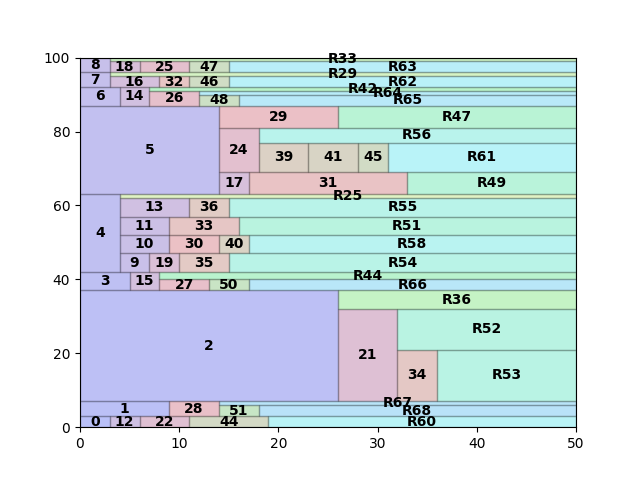 R33
100 8 18 25 47 R63
R29
7 16 32 46 R62
R42 R64
6 14 26 48 R65
29 R47
80 24 R56
5 39 41 45 R61
17 31 R49
R25
60 13 36 R55
4 11 33 R51
10 30 40 R58
9 19 35 R54
R44
40 3 15 27 50 R66
R36
2 21 R52
20 34 R53
R67
1 28 51 R68
0 0 12 22 44 R60
0 10 20 30 40 50